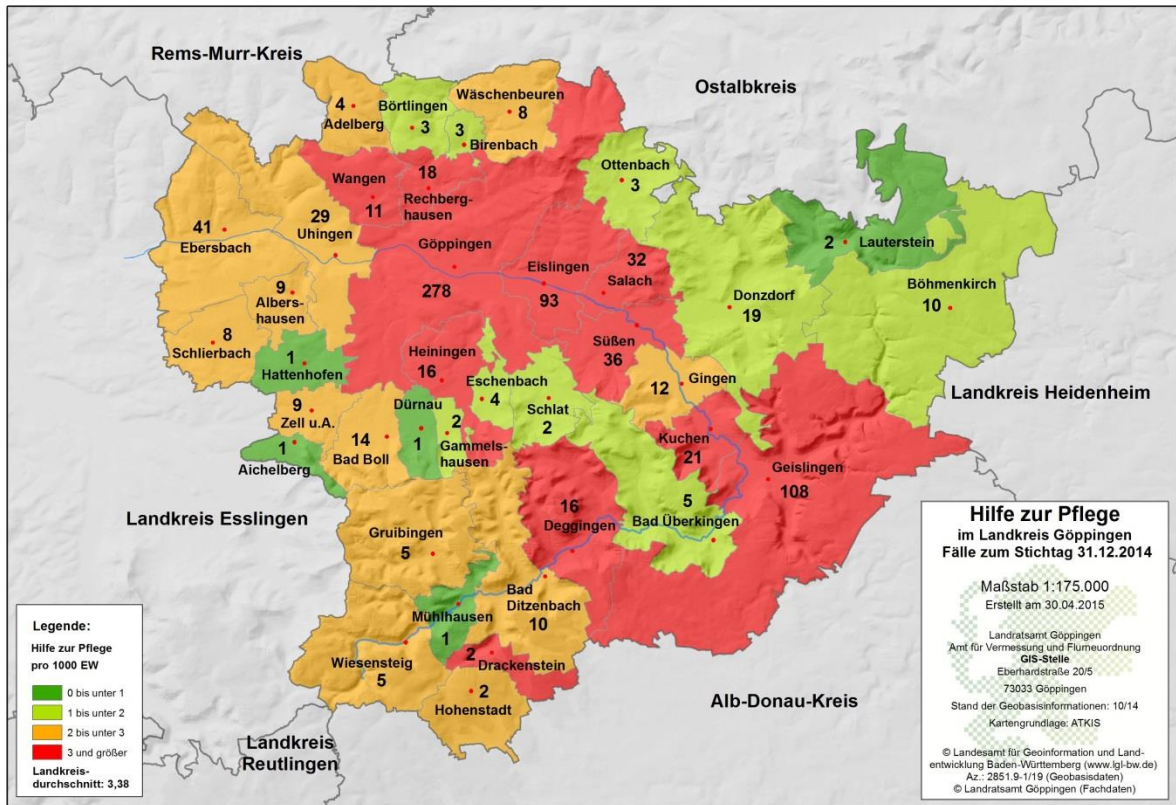 Rems-Murr-Kreis
Ostalbkreis
Wäschenbeuren
8
4
Adelberg
Börtlingen
3
3
Birenbach
Ottenbach
3
Wangen
11
18
Rechberg-
hausen
41
Ebersbach
29
Uhingen
Göppingen
278
Eislingen
93
32
Salach
2
Lauterstein
Böhmenkirch
10
Donzdorf
19
9
Albers-
hausen
8
Schlierbach
1
Hattenhofen
Heiningen
16
Süßen
36
12
Gingen
Landkreis Heidenheim
Eschenbach
4
Schlat
2
9
Zell u.A.
14
Bad Boll
Dürnau
1
2
Gammels-
hausen
1
Aichelberg
Kuchen
21
Geislingen
108
Landkreis Esslingen
16
Deggingen
5
Bad Überkingen
Gruibingen
5
Bad
Ditzenbach
10
Mühlhausen
1
Wiesensteig
5
2
Drackenstein
2
Hohenstadt
Alb-Donau-Kreis
Landkreis
Reutlingen
Legende:
Hilfe zur Pflege
pro 1000 EW
0 bis unter 1
1 bis unter 2
2 bis unter 3
3 und größer
Landkreis-
durchschnitt: 3,38
Hilfe zur Pflege
im Landkreis Göppingen
Fälle zum Stichtag 31.12.2014
Maßstab 1:175.000
Erstellt am 30.04.2015
Landratsamt Göppingen
Amt für Vermessung und Flurneuordnung
GIS-Stelle
Eberhardstraße 20/5
73033 Göppingen
Stand der Geobasisinformationen: 10/14
Kartengrundlage: ATKIS
© Landesamt für Geoinformation und Land-
entwicklung Baden-Württemberg (www.lgl-bw.de)
Az.: 2851.9-1/19 (Geobasisdaten)
© Landratsamt Göppingen (Fachdaten)